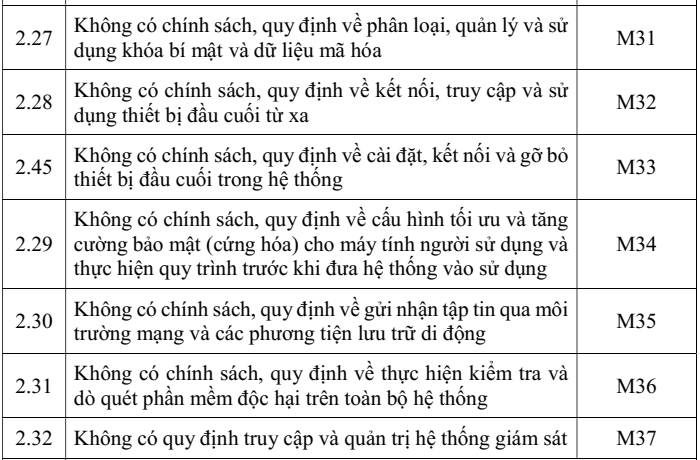 2.27 Không có chính sách, quy định về phân loại, quản lý và sử M31
dụng khóa bí mật và dữ liệu mã hóa
2.28 Không có chính sách, quy định về kết nối, truy cập và sử M32
dụng thiết bị đầu cuối từ xa
2.45 Không có chính sách, quy định về cài đặt, kết nối và gỡ bỏ M33
thiết bị đầu cuối trong hệ thống
Không có chính sách, quy định về cấu hình tối ưu và tăng
2.29 cường bảo mật (cứng hóa) cho máy tính người sử dụng và M34
thực hiện quy trình trước khi đưa hệ thống vào sử dụng
2.30 Không có chính sách, quy định về gửi nhận tập tin qua môi M35
trường mạng và các phương tiện lưu trữ di động
2.31 Không có chính sách, quy định về thực hiện kiểm tra và M36
dò quét phần mềm độc hại trên toàn bộ hệ thống
2.32 Không có quy định truy cập và quản trị hệ thống giám sát M37